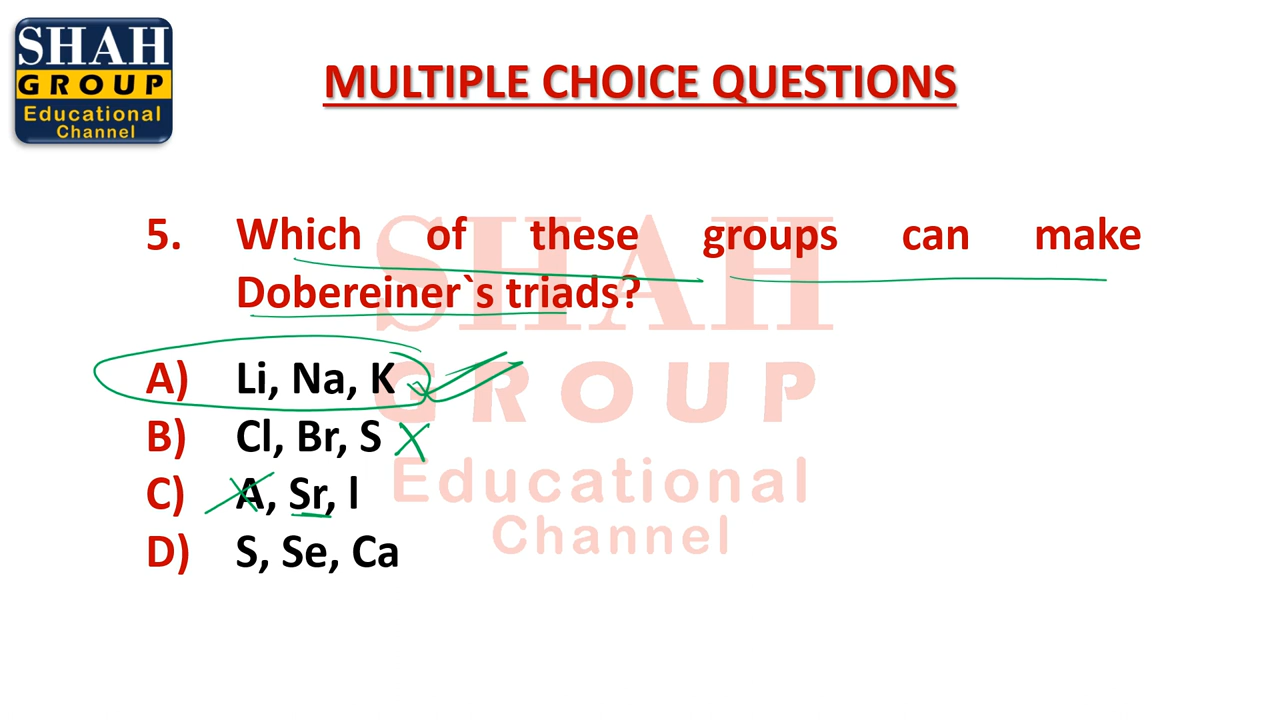 SHAH
GROUP
Educational
Channel
MULTIPLE CHOICE QUESTIONS
5. Which of these groups can make
Dobereiner`s triads?
A) Li, Na, K
B) Cl, Br, S
C) A, Sr, l
D) S, Se, Ca
SHAH
GROUP
Educational
Channel